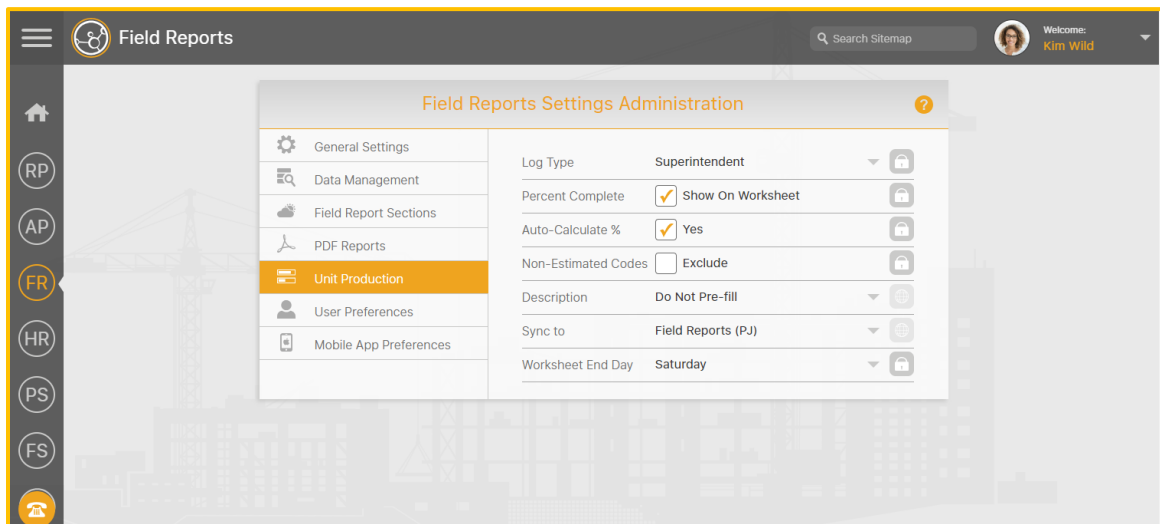 Field Reports
Search Sitemap
Welcome:
Kim Wild
RP
AP
FR
HR
PS
FS
Field Reports Settings Administration
?
General Settings
Data Management
Field Report Sections
PDF Reports
Unit Production
User Preferences
Mobile App Preferences
Log Type Superintendent
Percent Complete Show On Worksheet
Auto-Calculate % Yes
Non-Estimated Codes Exclude
Description Do Not Pre-fill
Sync to Field Reports (PJ)
Worksheet End Day Saturday